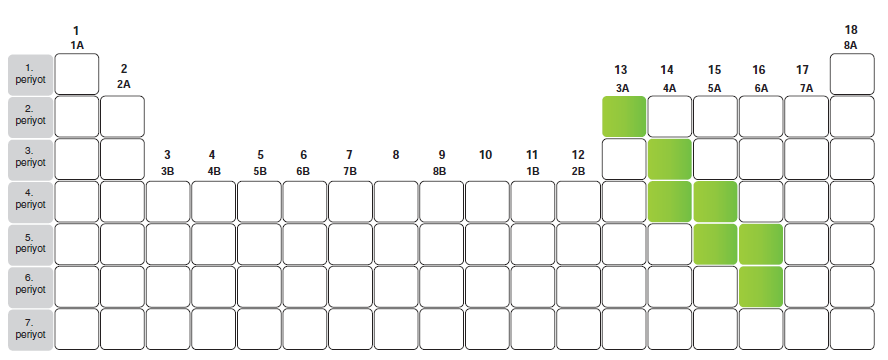 1
1A
18
8A
1.
periyot
2
2A
13
14
15
16
17
3A
4A
5A
6A
7A
2.
periyot
3.
periyot
3
4
5
6
7
8
9
10
11
12
3B
4B
5B
6B
7B
8B
1B
2B
4.
periyot
5.
periyot
6.
periyot
7.
periyot